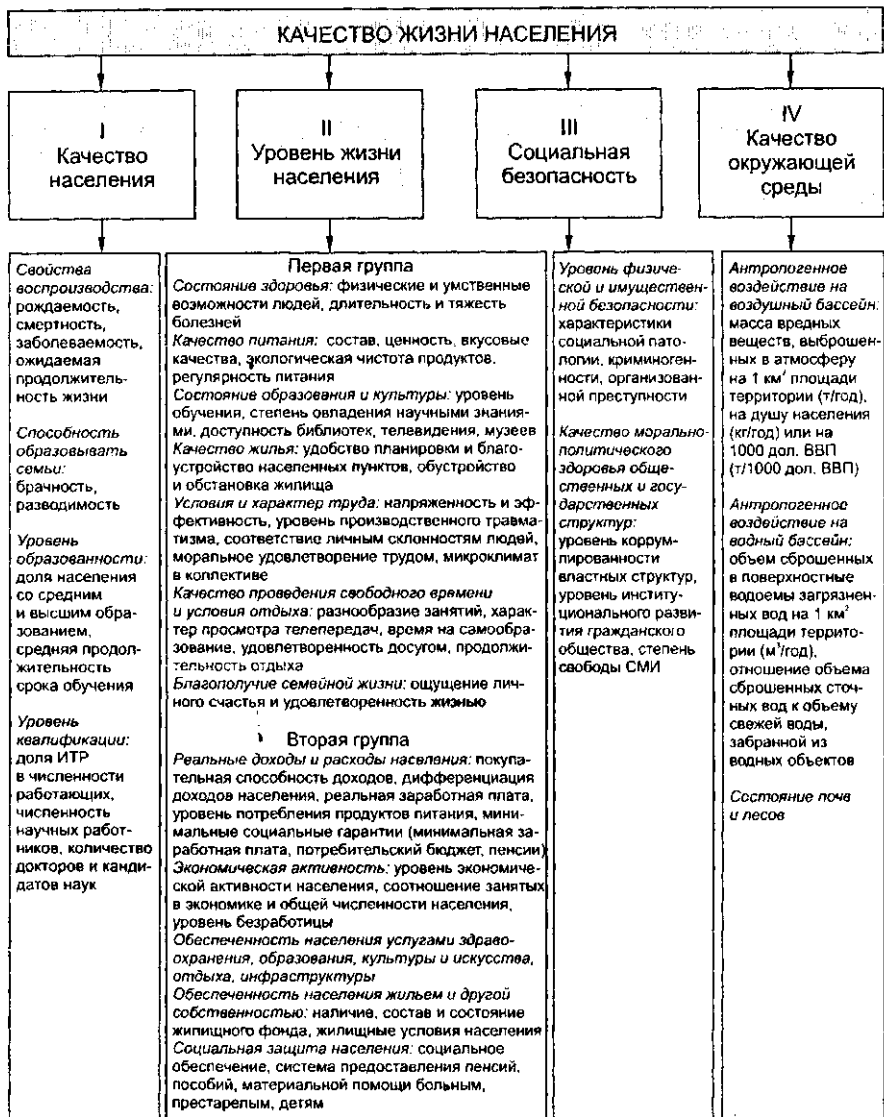 КАЧЕСТВО ЖИЗНИ НАСЕЛЕНИЯ
I
Качество
населения
II
Уровень жизни
населения
III
Социальная
безопасность
IV
Качество
окружающей
среды
Свойства
воспроизводства:
рождаемость,
смертность,
заболеваемость,
ожидаемая
продолжитель-
ность жизни
Способность
образовывать
семьи:
брачность,
разводимость
Уровень
образованности:
доля населения
со средним
и высшим обра-
зованием,
средняя продол-
жительность
срока обучения
Уровень
квалификации:
доля ИТР
в численности
работающих,
численность
научных работ-
ников, количество
докторов и канди-
датов наук
Первая группа
Состояние здоровья: физические и умственные
возможности людей, длительность и тяжесть
болезней
Качество питания: состав, ценность, вкусовые
качества, экологическая чистота продуктов,
регулярность питания
Состояние образования и культуры: уровень
обучения, степень овладения научными знания-
ми, доступность библиотек, телевидения, музеев
Качество жилья: удобство планировки и благо-
устройство населенных пунктов, обустройство
и обстановка жилища
Условия и характер труда: напряженность и эф-
фективность, уровень производственного травма-
тизма, соответствие личным склонностям людей,
моральное удовлетворение трудом, микроклимат
в коллективе
Качество проведения свободного времени
и условия отдыха: разнообразие занятий, харак-
тер просмотра телепередач, время на самообра-
зование, удовлетворенность досугом, продолжи-
тельность отдыха
Благополучие семейной жизни: ощущение лич-
ного счастья и удовлетворенность жизнью
Вторая группа
Реальные доходы и расходы населения: покупа-
тельная способность доходов, дифференциация
доходов населения, реальная заработная плата,
уровень потребления продуктов питания, мини-
мальные социальные гарантии (минимальная за-
работная плата, потребительский бюджет, пенсии)
Экономическая активность: уровень экономиче-
ской активности населения, соотношение занятых
в экономике и общей численности населения,
уровень безработицы
Обеспеченность населения услугами здраво-
охранения, образования, культуры и искусства,
отдыха, инфраструктуры
Обеспеченность населения жильем и другой
собственностью: наличие, состав и состояние
жилищного фонда, жилищные условия населения
Социальная защита населения: социальное
обеспечение, система предоставления пенсий,
пособий, материальной помощи больным,
престарелым, детям
Уровень физиче-
ской и имуществен-
ной безопасности:
характеристики
социальной пато-
логии, криминоген-
ности, организован-
ной преступности
Качество морально-
политического
здоровья обще-
ственных и госу-
дарственных
структур:
уровень коррум-
пированности
властных структур,
уровень институ-
ционального разви-
тия гражданского
общества, степень
свободы СМИ
Антропогенное
воздействие на
воздушный бассейн:
масса вредных
веществ, выброшен-
ных в атмосферу
на 1 км² площади
территории (т/год),
на душу населения
(кг/год) или на
1000 дол. ВВП
(т/1000 дол. ВВП)
Антропогенное
воздействие на
водный бассейн:
объем сброшенных
в поверхностные
водоемы загрязнен-
ных вод на 1 км²
площади террито-
рии (м³/год),
отношение объема
сброшенных сточ-
ных вод к объему
свежей воды,
забранной из
водных объектов
Состояние почв
и лесов